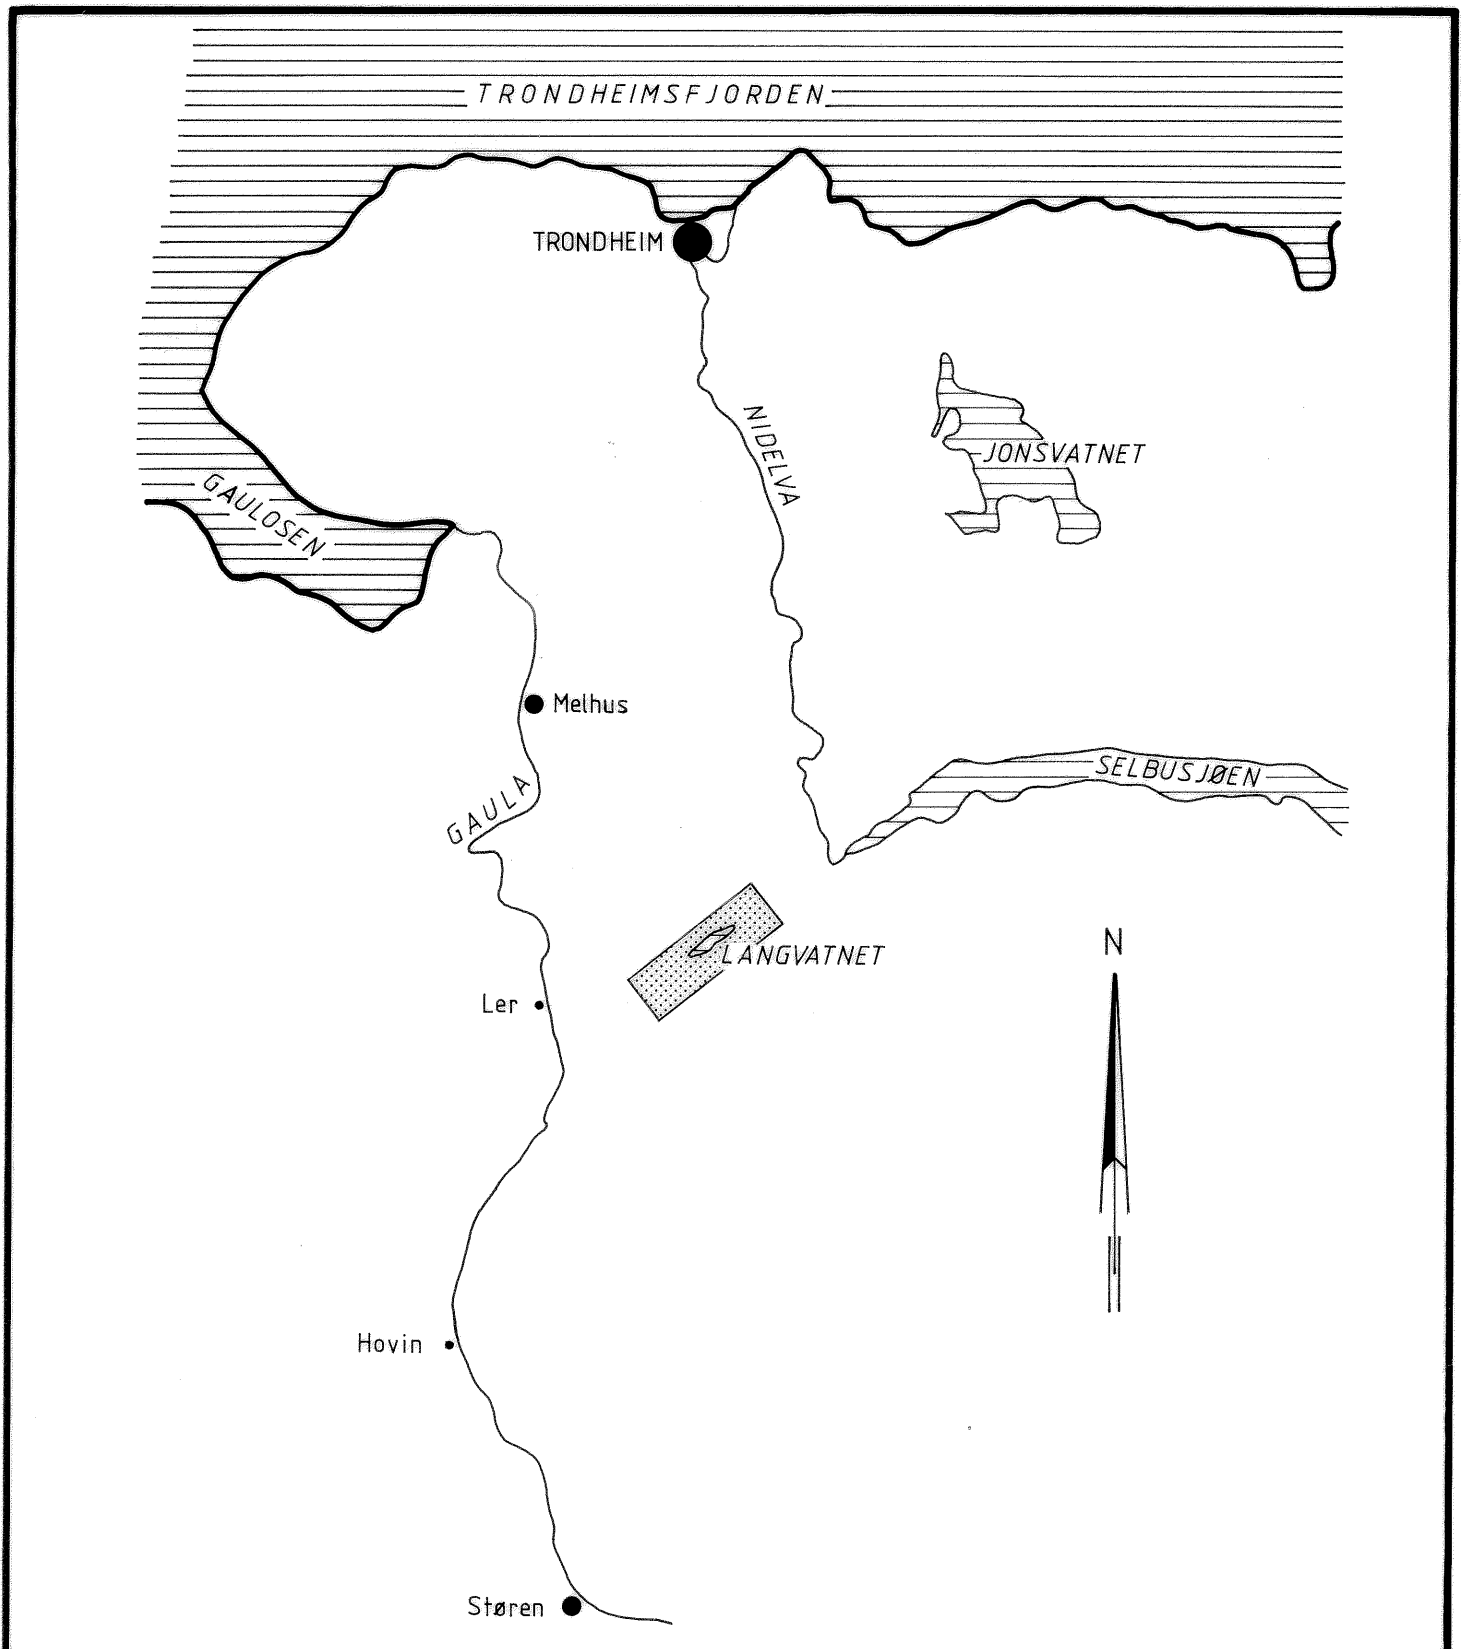 TRONDHEIMSFJORDEN
TRONDHEIM
NIDELVA
JONSVATNET
GAULOSEN
Melhus
SELBUSJØEN
GAULA
N
LANGVATNET
Ler
Hovin
Støren